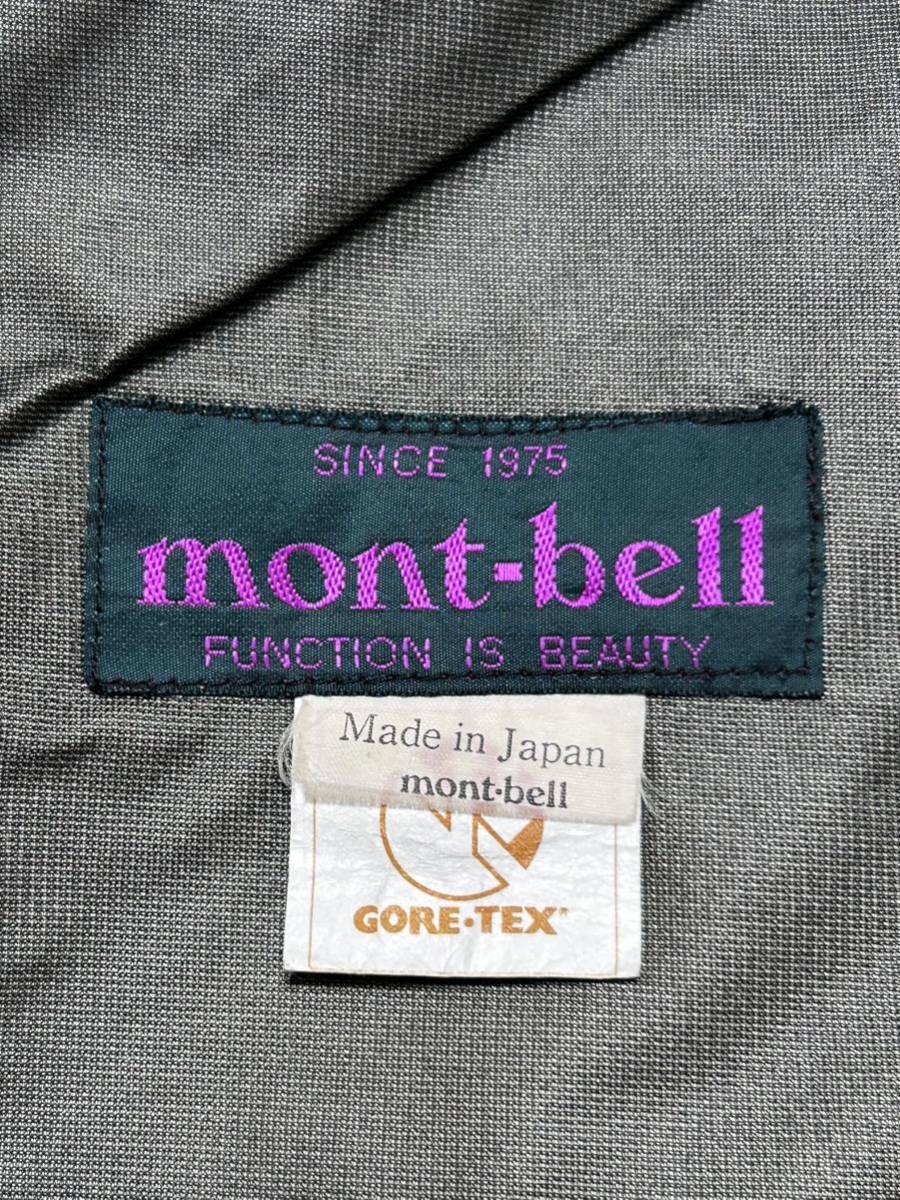 SINCE 1975
mont-bell
FUNCTION IS BEAUTY
Made in Japan
mont·bell
GORE-TEX